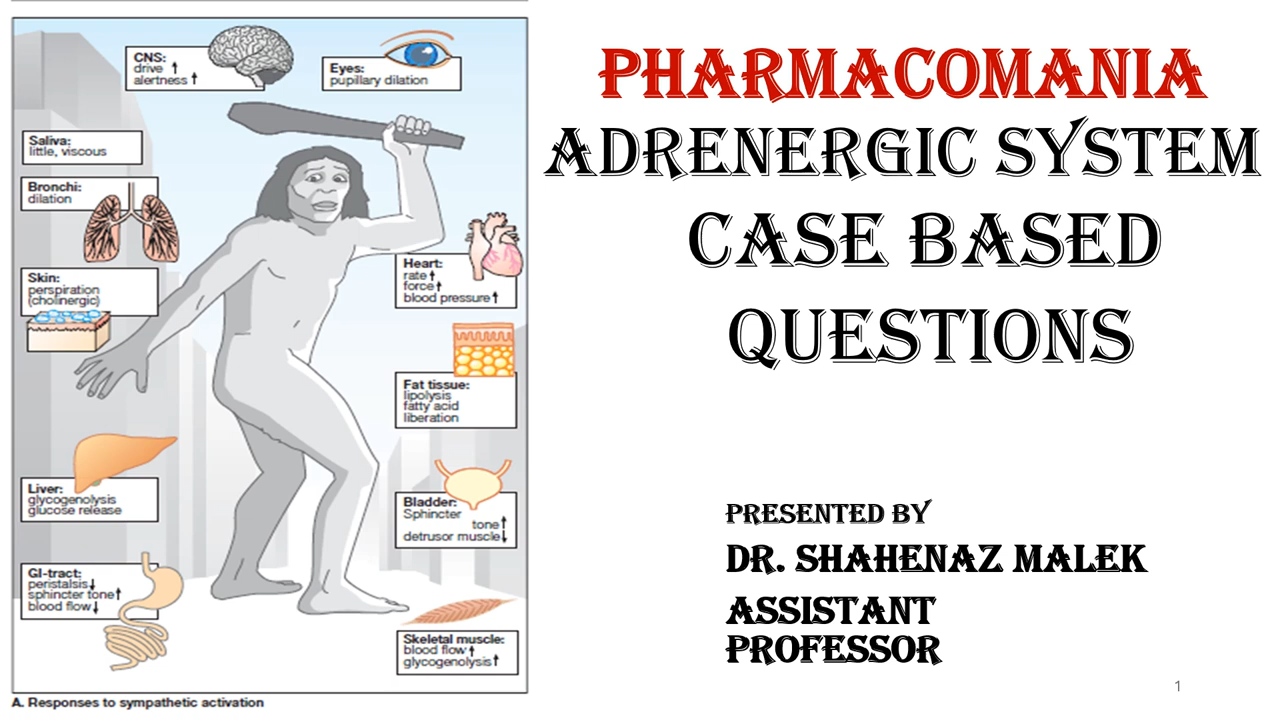 CNS:
drive ↑
alertness ↑
Eyes:
pupillary dilation
Saliva:
little, viscous
Bronchi:
dilation
Skin:
perspiration
(cholinergic)
Liver:
glycogenolysis
glucose release
GI-tract:
peristalsis↓
sphincter tone↑
blood flow↓
Heart:
rate↑
force↑
blood pressure↑
Fat tissue:
lipolysis
fatty acid
liberation
Bladder:
Sphincter
tone↑
detrusor muscle↓
Skeletal muscle:
blood flow↑
glycogenolysis↑
A. Responses to sympathetic activation
PHARMACOMANIA
ADRENERGIC SYSTEM
CASE BASED
QUESTIONS
PRESENTED BY
DR. SHAHENAZ MALEK
ASSISTANT
PROFESSOR
1